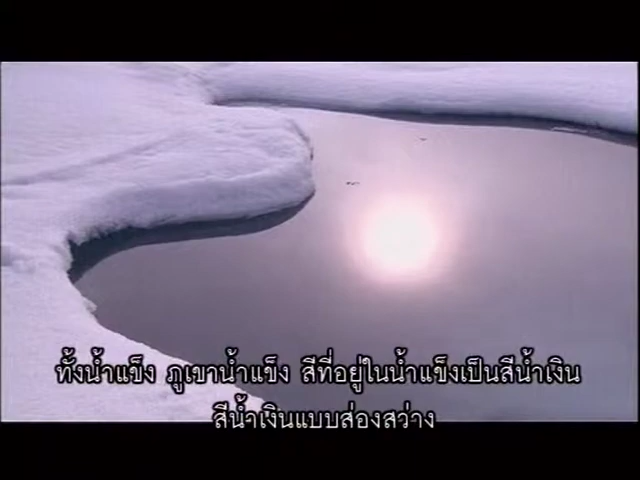 ทั้งน้ำแข็ง ภูเขาน้ำแข็ง สีที่อยู่ในน้ำแข็งเป็นสีน้ำเงิน
สีน้ำเงินแบบส่องสว่าง